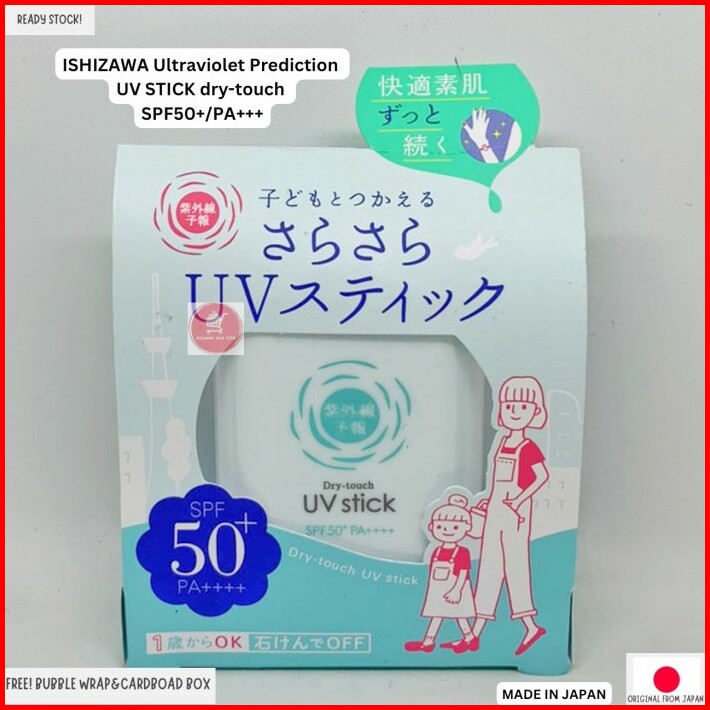 READY STOCK!
ISHIZAWA Ultraviolet Prediction
UV STICK dry-touch
SPF50+/PA+++
快適素肌
ずっと
続く
紫外線
予報
子どもとつかえる
さらさら
UVスティック
紫外線
予報
Dry-touch
UV stick
SPF50+ PA++++
SPF
50+
PA++++
Dry-touch UV stick
1歳からOK 石けんでOFF
FREE! BUBBLE WRAP&CARDBOAD BOX
MADE IN JAPAN
ORIGINAL FROM JAPAN